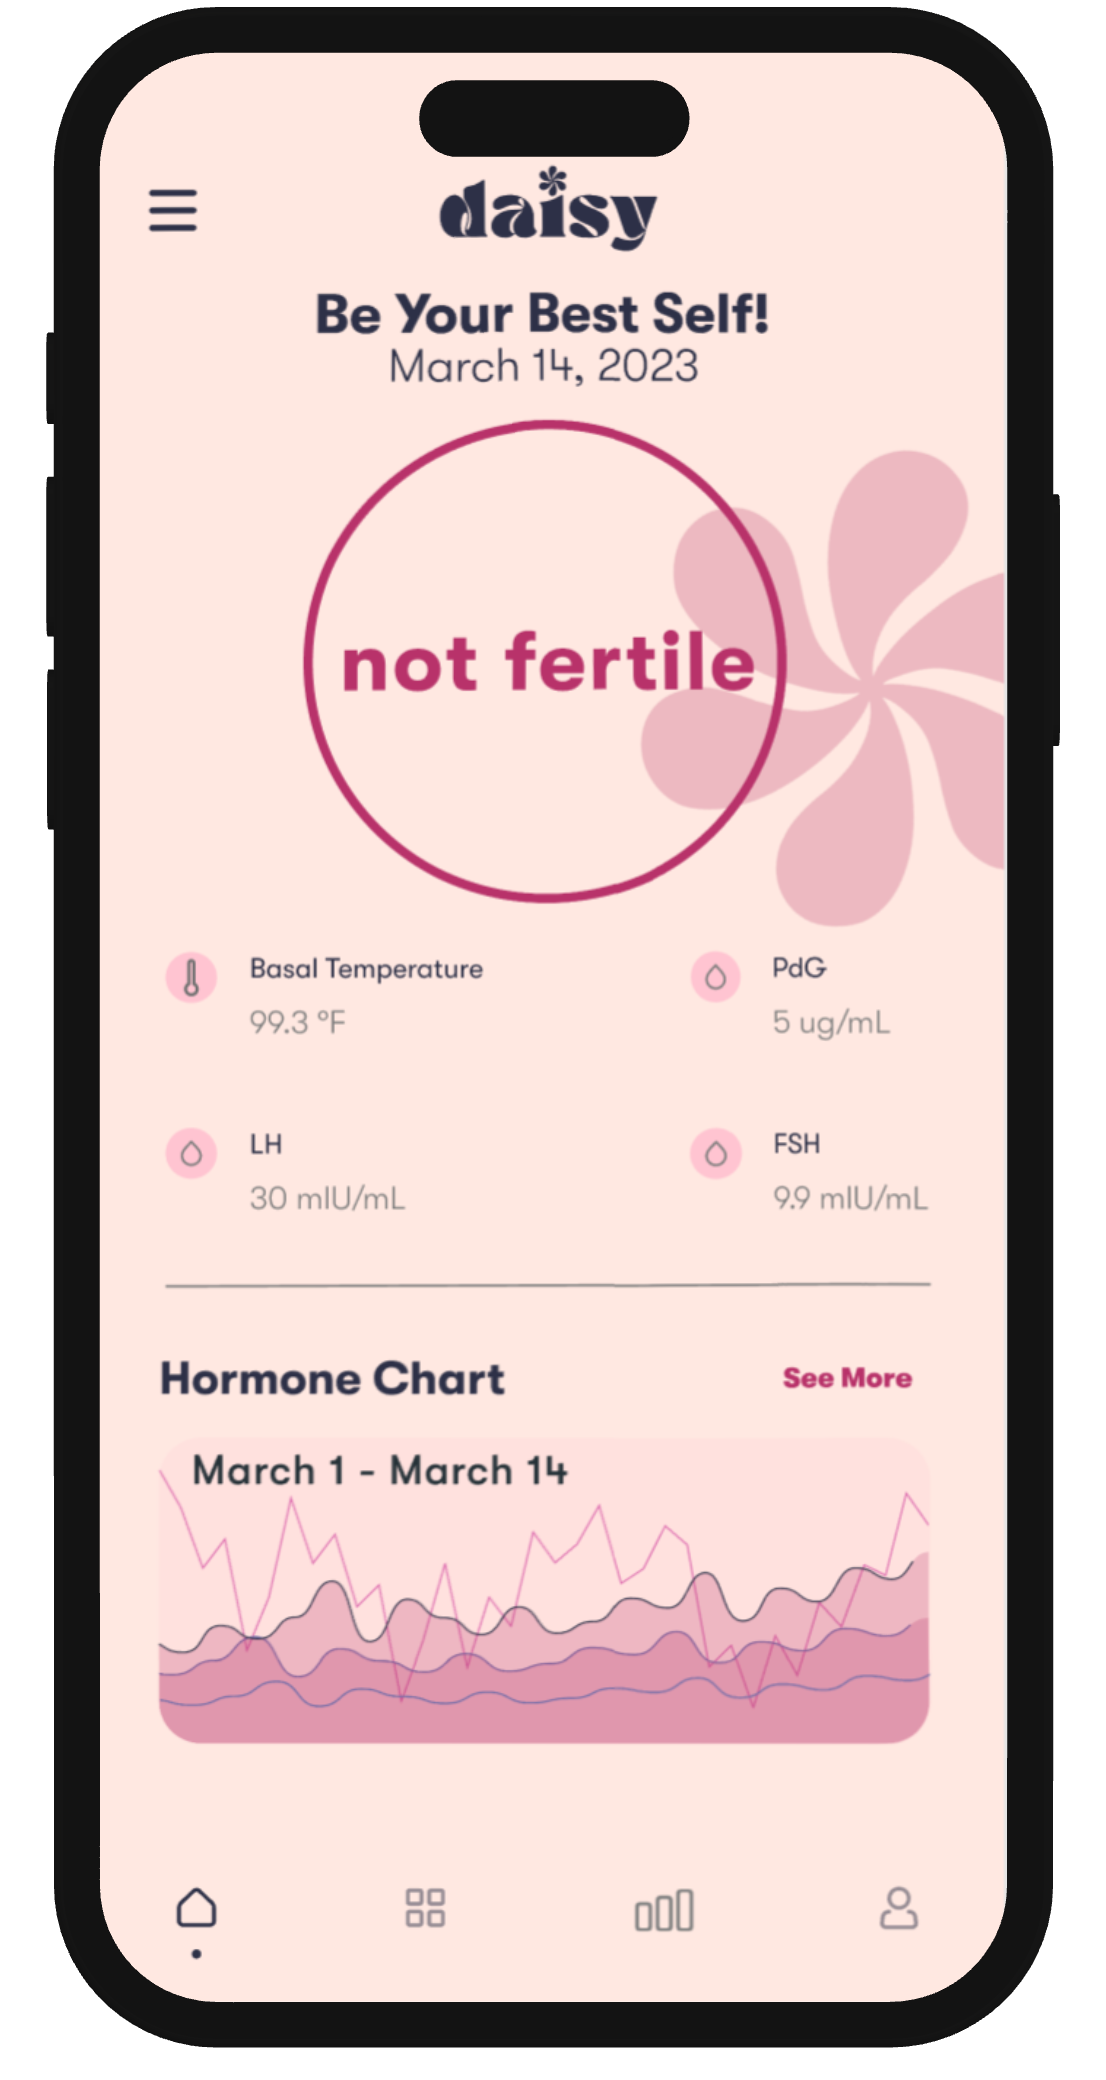 daisy
Be Your Best Self!
March 14, 2023
not fertile
Basal Temperature
99.3 °F
PdG
5 ug/mL
LH
30 mIU/mL
FSH
9.9 mIU/mL
Hormone Chart
See More
March 1 - March 14